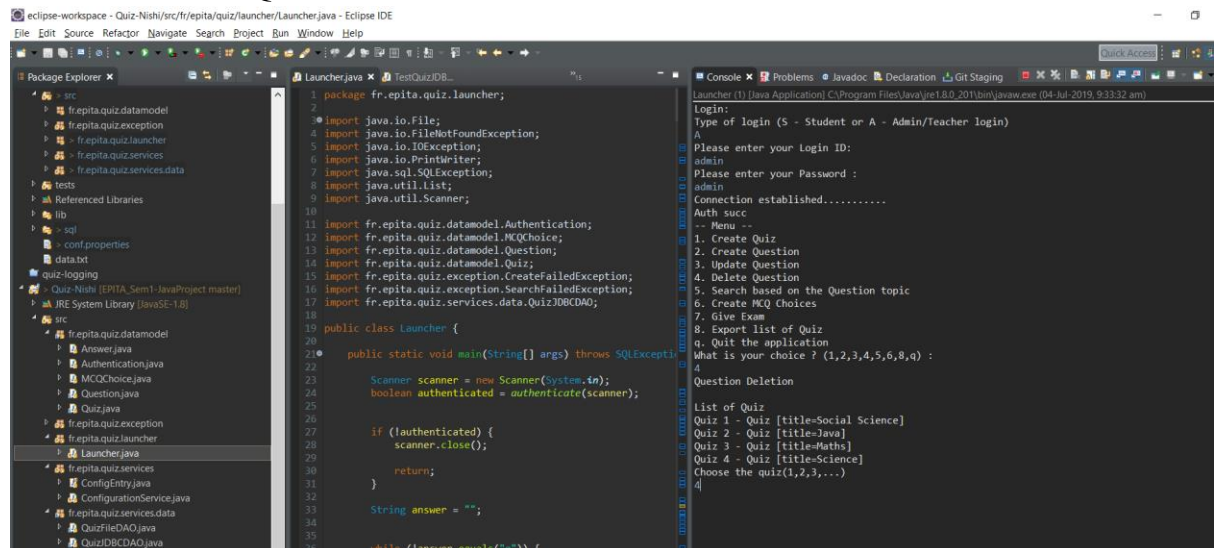 Q
eclipse-workspace - Quiz-Nishi/src/fr/epita/quiz/launcher/Launcher.java - Eclipse IDE
File Edit Source Refactor Navigate Search Project Run Window Help
Quick Access
Package Explorer
> src
fr.epita.quiz.datamodel
fr.epita.quiz.exception
> fr.epita.quiz.launcher
> fr.epita.quiz.services
> fr.epita.quiz.services.data
tests
Referenced Libraries
lib
> sql
> conf.properties
data.txt
quiz-logging
> Quiz-Nishi [EPITA_Sem1-JavaProject master]
JRE System Library [JavaSE-1.8]
src
fr.epita.quiz.datamodel
Answer.java
Authentication.java
MCQChoice.java
Question.java
Quiz.java
fr.epita.quiz.exception
fr.epita.quiz.launcher
Launcher.java
fr.epita.quiz.services
ConfigEntry.java
ConfigurationService.java
fr.epita.quiz.services.data
QuizFileDAO.java
QuizJDBCDAO.java
Launcher.java TestQuizJDB... »15
1 package fr.epita.quiz.launcher;
2
3 import java.io.File;
4 import java.io.FileNotFoundException;
5 import java.io.IOException;
6 import java.io.PrintWriter;
7 import java.sql.SQLException;
8 import java.util.List;
9 import java.util.Scanner;
10
11 import fr.epita.quiz.datamodel.Authentication;
12 import fr.epita.quiz.datamodel.MCQChoice;
13 import fr.epita.quiz.datamodel.Question;
14 import fr.epita.quiz.datamodel.Quiz;
15 import fr.epita.quiz.exception.CreateFailedException;
16 import fr.epita.quiz.exception.SearchFailedException;
17 import fr.epita.quiz.services.data.QuizJDBCDAO;
18
19 public class Launcher {
20
21 public static void main(String[] args) throws SQLExcepti
22
23 Scanner scanner = new Scanner(System.in);
24 boolean authenticated = authenticate(scanner);
25
26
27 if (!authenticated) {
28 scanner.close();
29
30 return;
31 }
32
33 String answer = "";
34
35
Console Problems Javadoc Declaration Git Staging
Launcher (1) [Java Application] C:\Program Files\Java\jre1.8.0_201\bin\javaw.exe (04-Jul-2019, 9:33:32 am)
Login:
Type of login (S - Student or A - Admin/Teacher login)
A
Please enter your Login ID:
admin
Please enter your Password :
admin
Connection established...........
Auth succ
-- Menu --
1. Create Quiz
2. Create Question
3. Update Question
4. Delete Question
5. Search based on the Question topic
6. Create MCQ Choices
7. Give Exam
8. Export list of Quiz
q. Quit the application
What is your choice ? (1,2,3,4,5,6,8,q) :
4
Question Deletion
List of Quiz
Quiz 1 - Quiz [title=Social Science]
Quiz 2 - Quiz [title=Java]
Quiz 3 - Quiz [title=Maths]
Quiz 4 - Quiz [title=Science]
Choose the quiz(1,2,3,...)
4